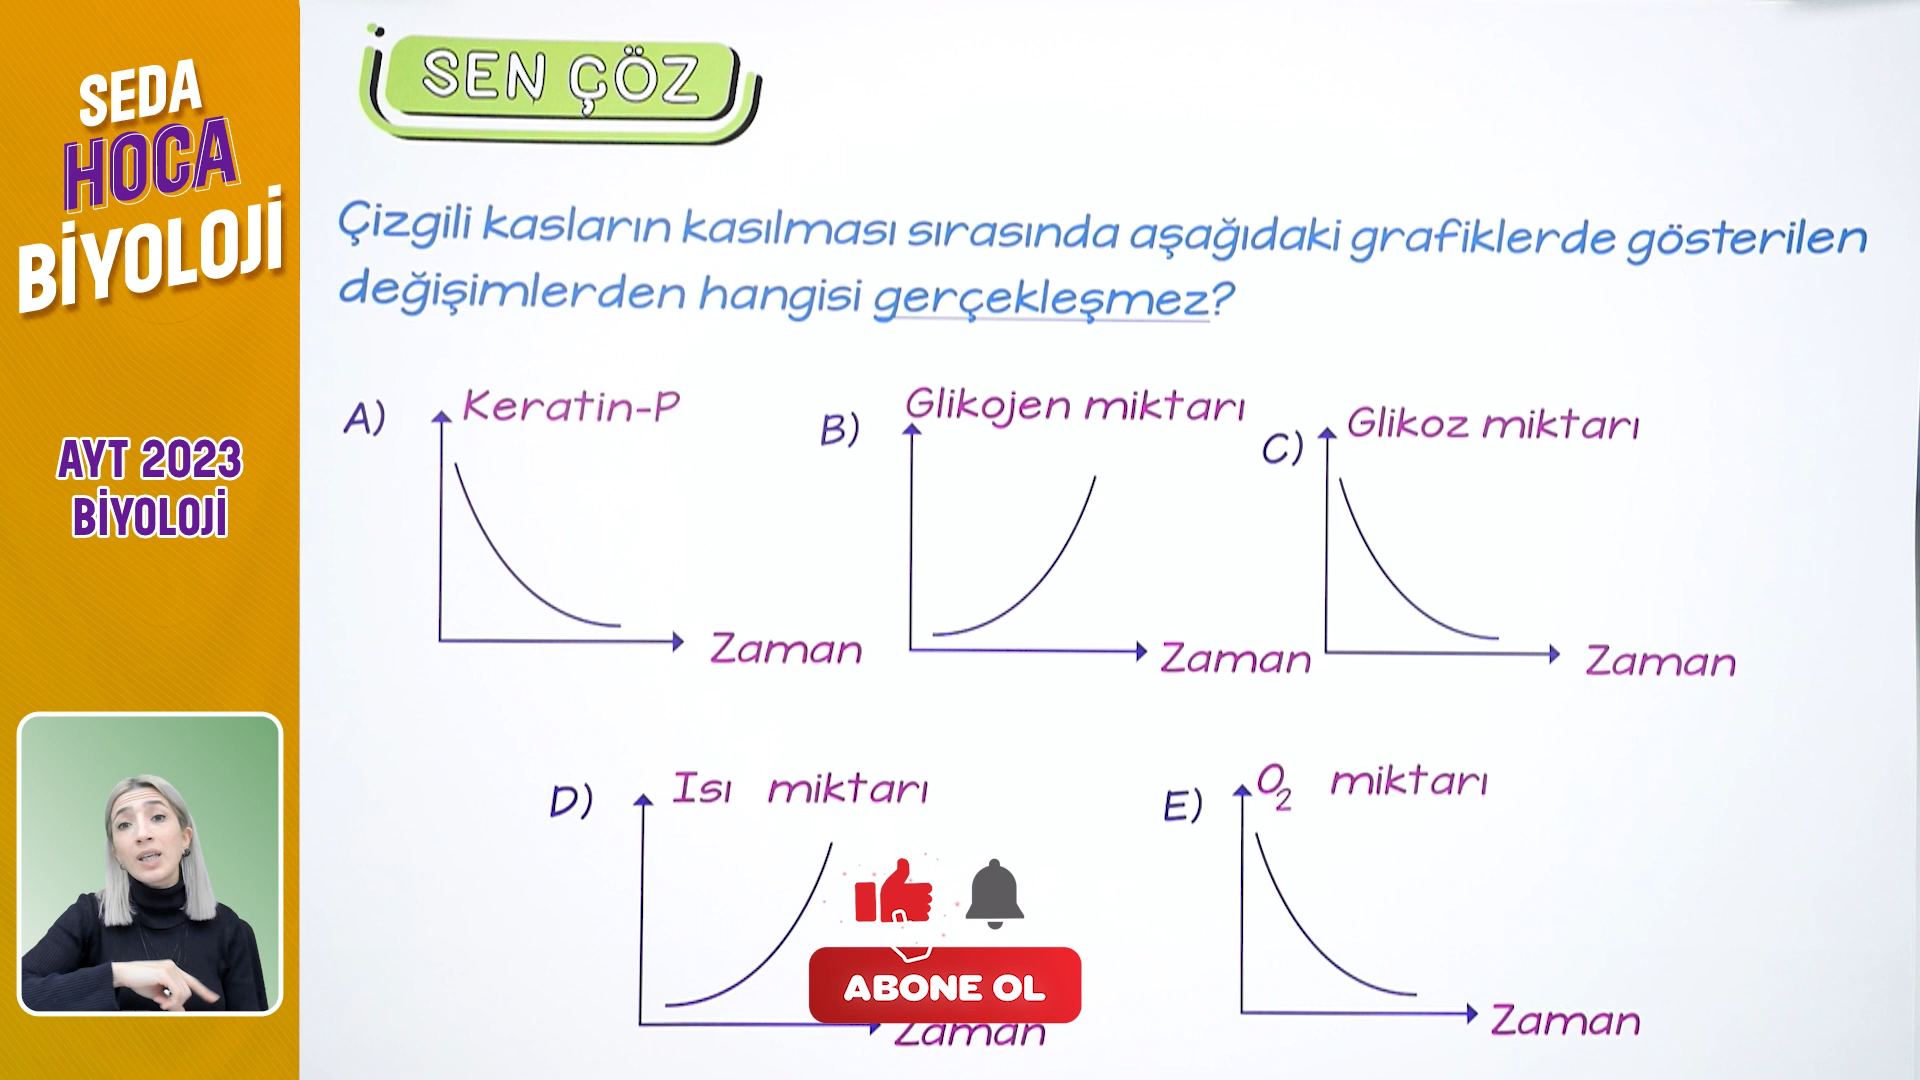 SEDA
HOCA
BİYOLOJİ
AYT 2023
BİYOLOJİ
SEN ÇÖZ
Çizgili kasların kasılması sırasında aşağıdaki grafiklerde gösterilen
değişimlerden hangisi gerçekleşmez?
A) Keratin-P
Zaman
B) Glikojen miktarı
Zaman
C) Glikoz miktarı
Zaman
D) Isı miktarı
Zaman
E) O₂ miktarı
Zaman
ABONE OL